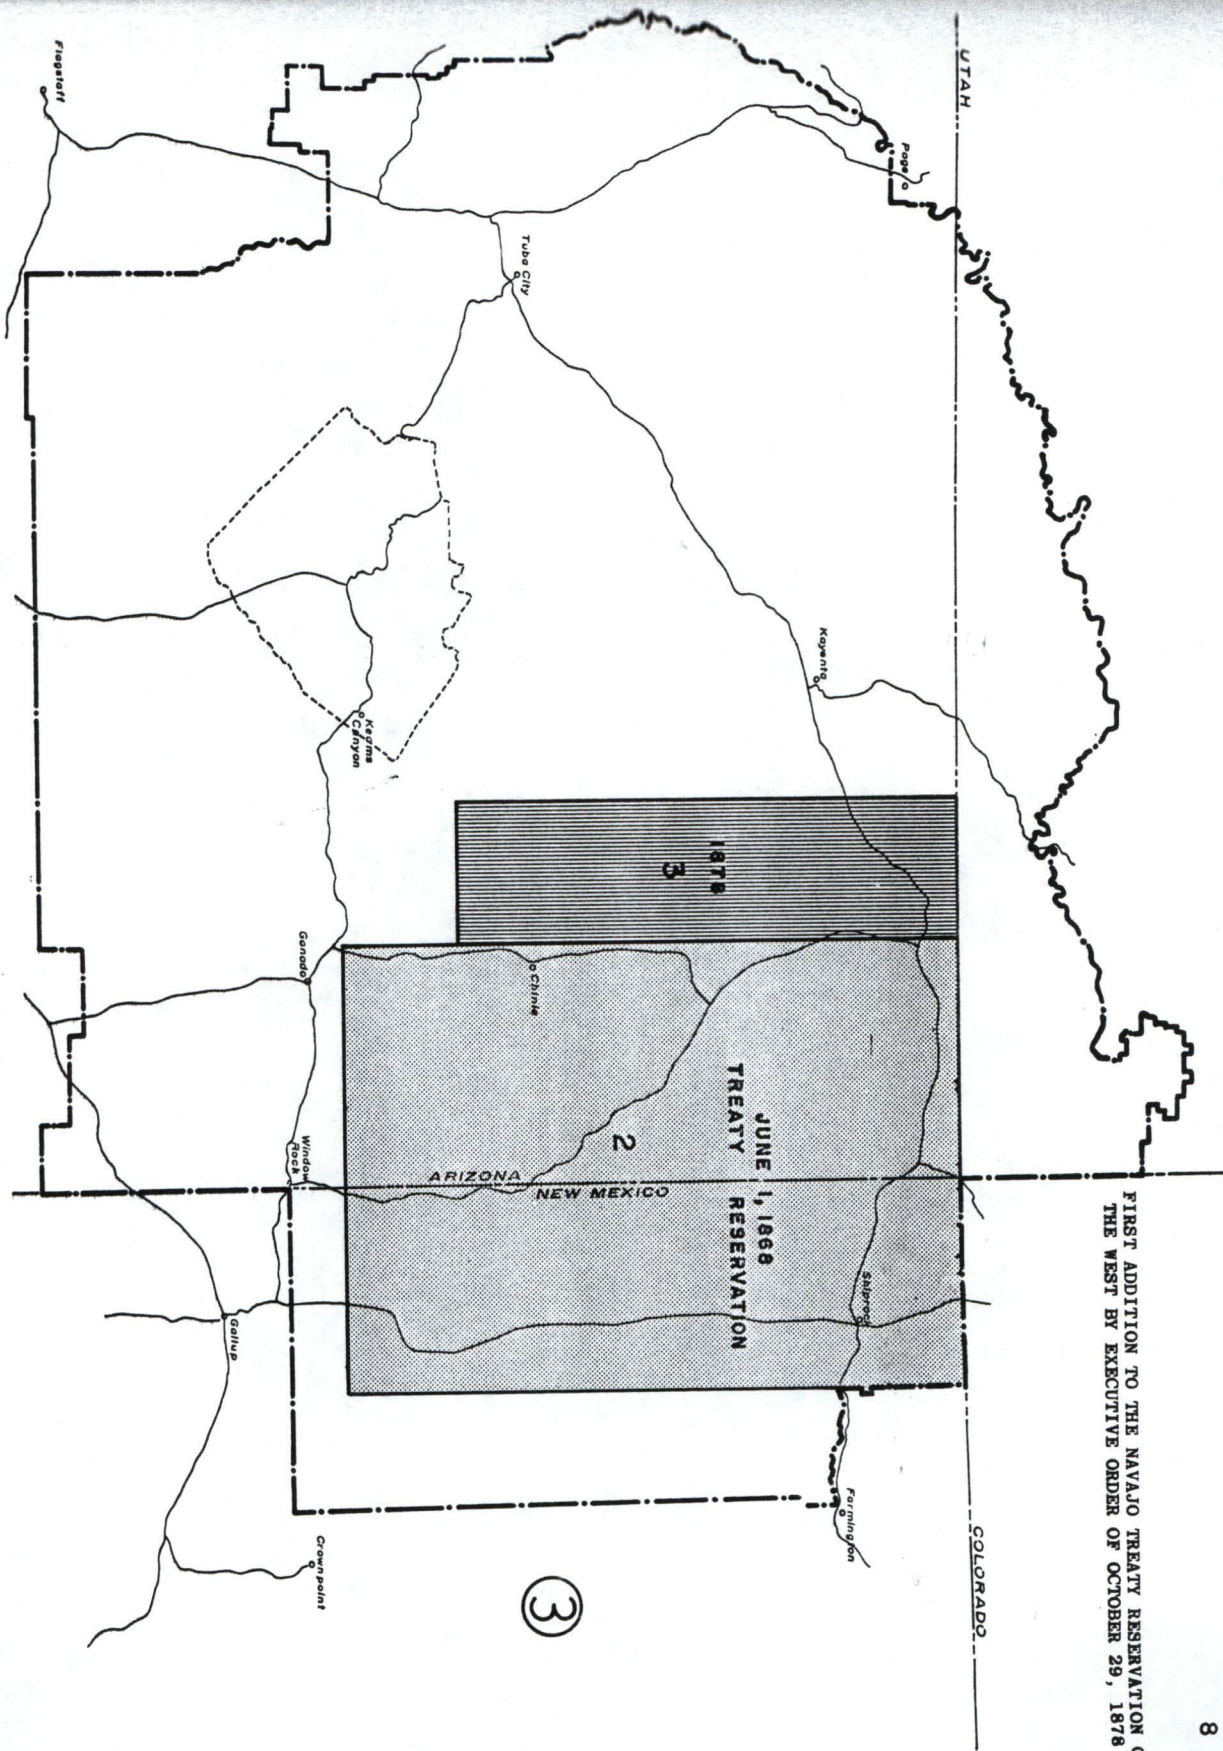 8
FIRST ADDITION TO THE NAVAJO TREATY RESERVATION
THE WEST BY EXECUTIVE ORDER OF OCTOBER 29, 1878
UTAH
COLORADO
Page
Kayenta
Shiprock
Farmington
1878
3
JUNE 1, 1868
TREATY RESERVATION
2
Tuba City
Chinle
ARIZONA
NEW MEXICO
Keams
Canyon
Ganado
Window
Rock
Crownpoint
Gallup
Flagstaff
3